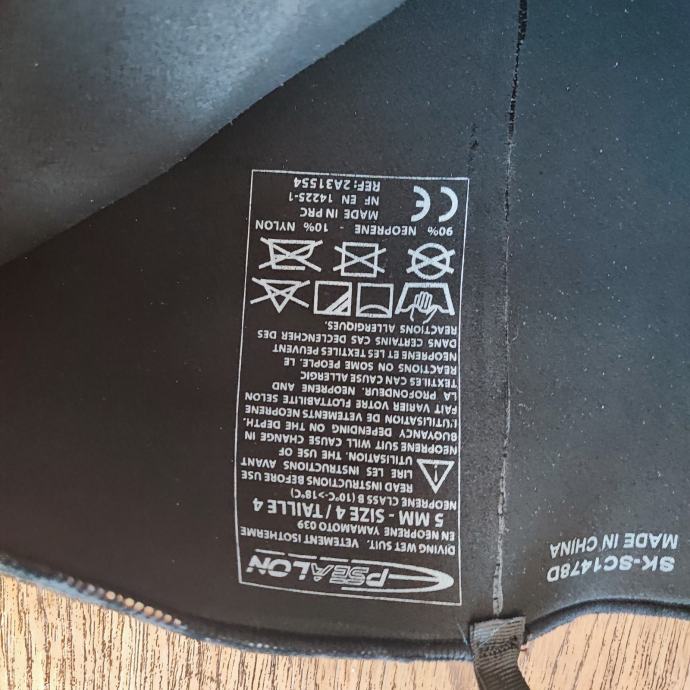 EPSEALON
DIVING WET SUIT. VETEMENT ISOTHERME
EN NEOPRENE YAMAMOTO 039
5 MM - SIZE 4 / TAILLE 4
NEOPRENE CLASS B (10°C->18°C)
READ INSTRUCTIONS BEFORE USE
LIRE LES INSTRUCTIONS AVANT
UTILISATION. THE USE OF
NEOPRENE SUIT WILL CAUSE CHANGE IN
BUOYANCY DEPENDING ON THE DEPTH.
L'UTILISATION DE VETEMENTS NEOPRENE
FAIT VARIER VOTRE FLOTTABILITE SELON
LA PROFONDEUR. NEOPRENE AND
TEXTILES CAN CAUSE ALLERGIC
REACTIONS ON SOME PEOPLE. LE
NEOPRENE ET LES TEXTILES PEUVENT
DANS CERTAINS CAS DECLENCHER DES
REACTIONS ALLERGIQUES.
90% NEOPRENE - 10% NYLON
CE
MADE IN PRC
NF EN 14225-1
REF: 2A31554
SK-SC1478D
MADE IN CHINA